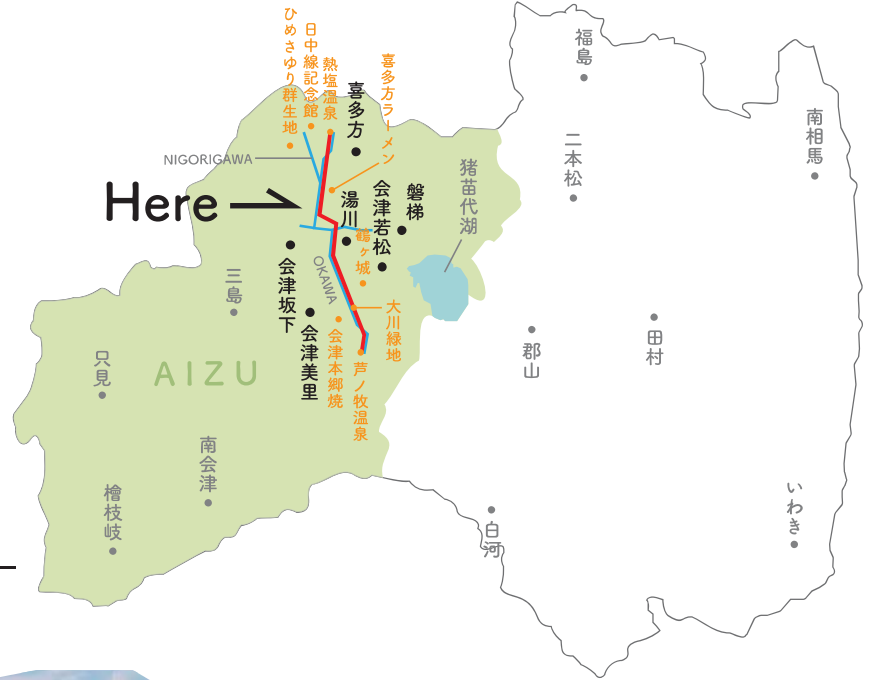 ひめさゆり群生地
日中線記念館
熱塩温泉
喜多方
喜多方ラーメン
福島
南相馬
二本松
NIGORIGAWA
猪苗代湖
Here
湯川
会津若松
磐梯
鶴ヶ城
会津坂下
OKAWA
三島
大川緑地
会津美里
会津本郷焼
芦ノ牧温泉
只見
AIZU
郡山
田村
南会津
檜枝岐
白河
いわき